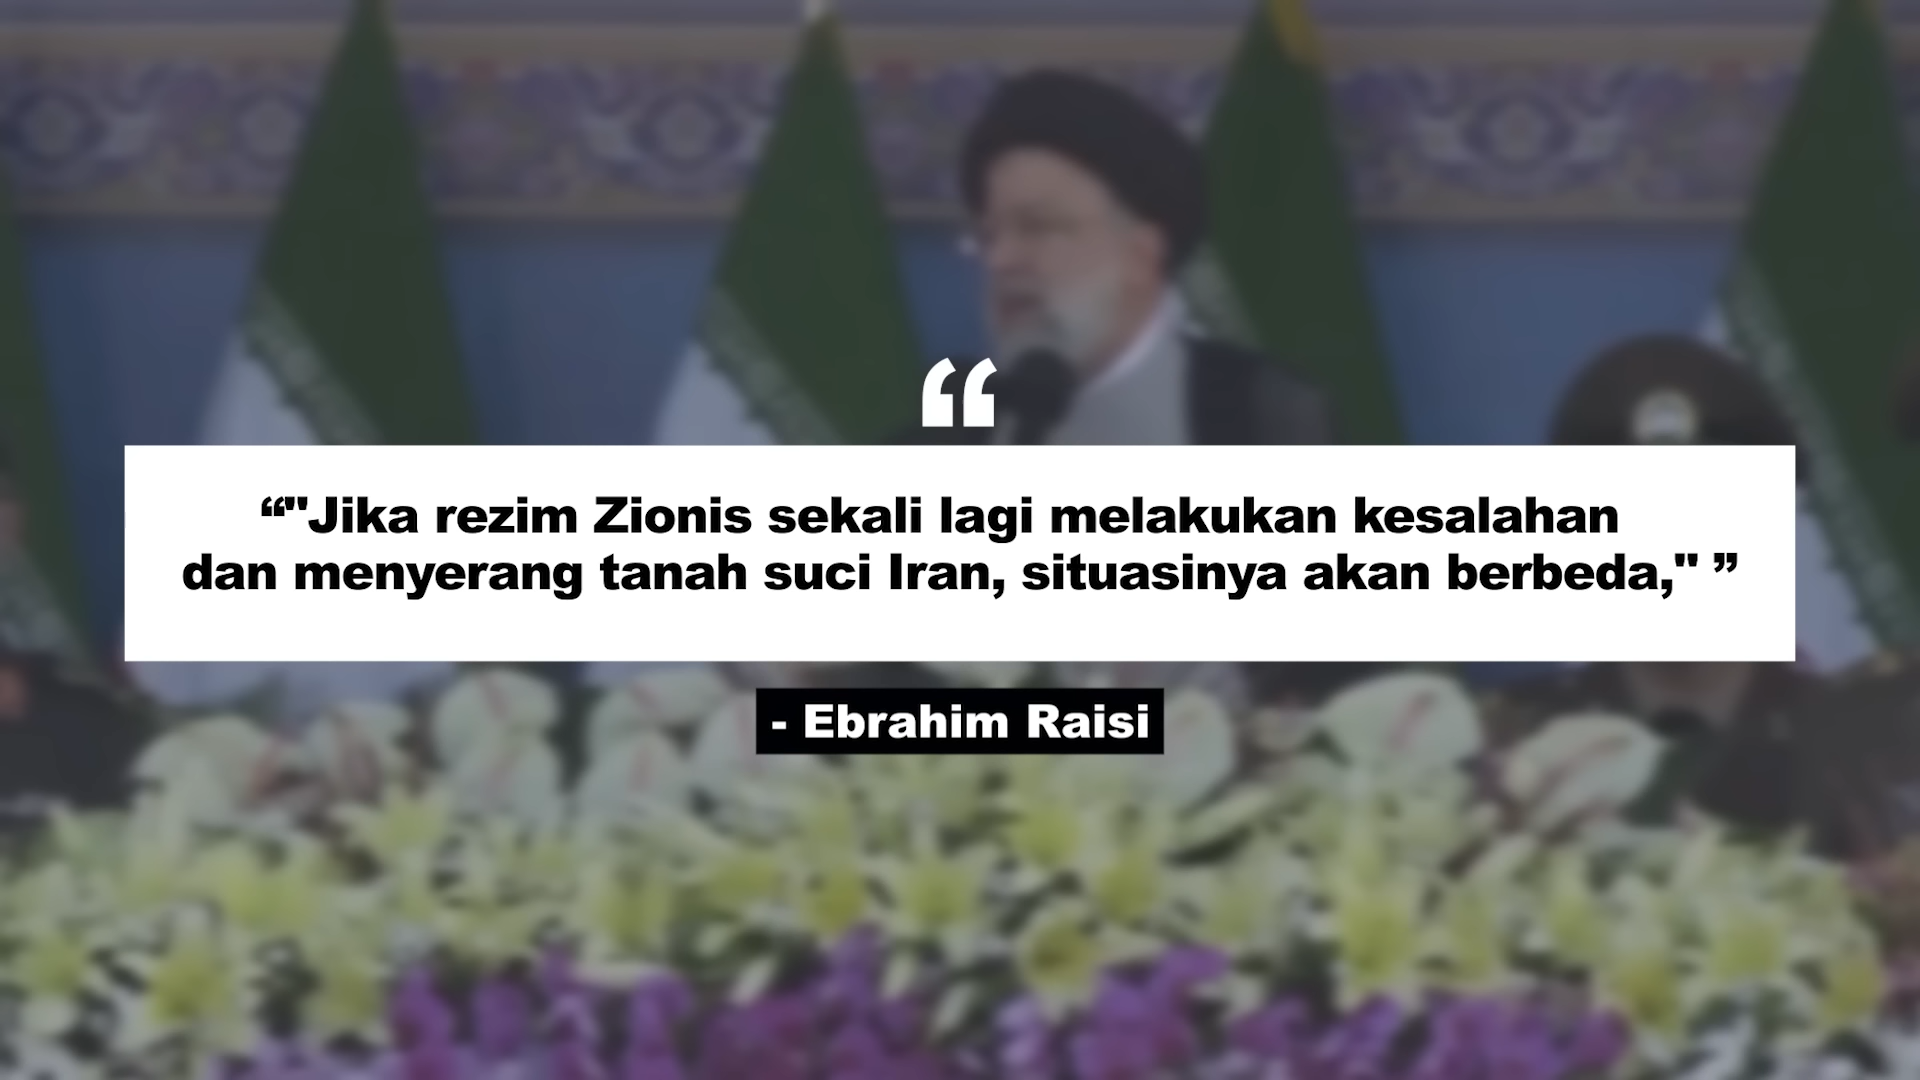 “
“"Jika rezim Zionis sekali lagi melakukan kesalahan
dan menyerang tanah suci Iran, situasinya akan berbeda," ”
- Ebrahim Raisi